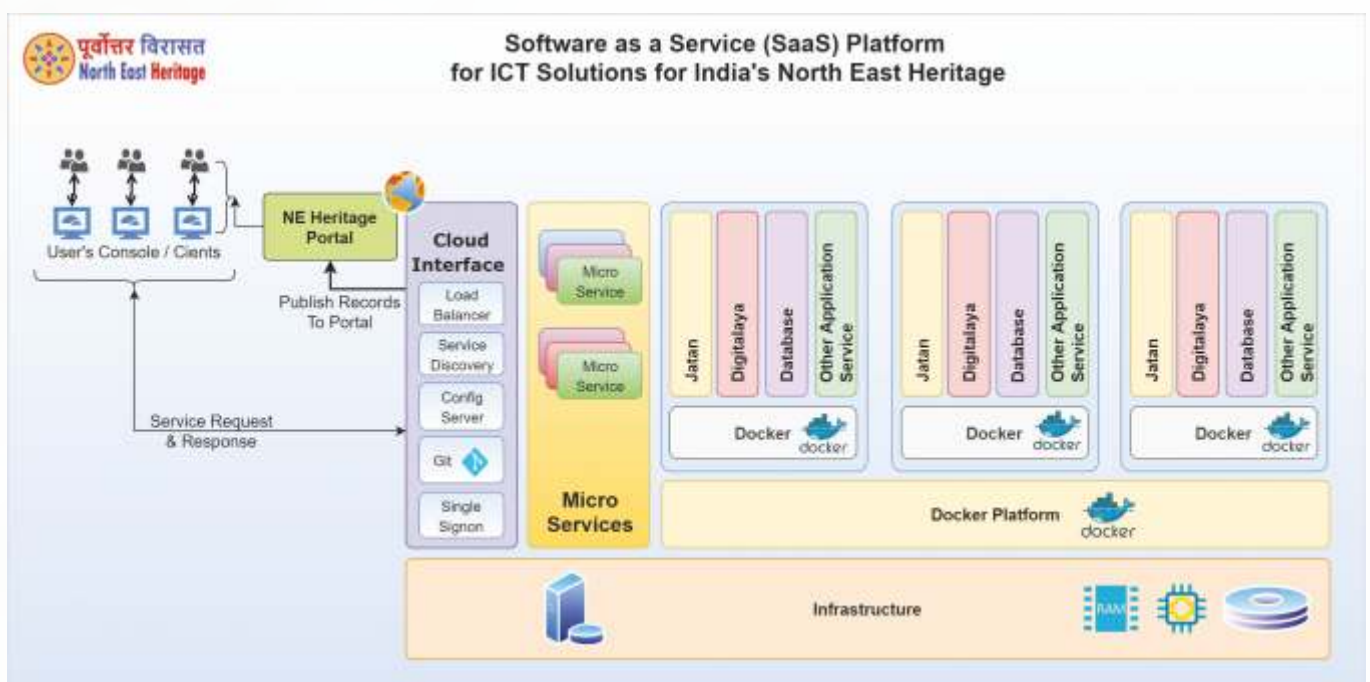 पूर्वोत्तर विरासत
North East Heritage
Software as a Service (SaaS) Platform
for ICT Solutions for India's North East Heritage
User's Console / Cients
NE Heritage
Portal
Publish Records
To Portal
Service Request
& Response
Cloud
Interface
Load
Balancer
Service
Discovery
Config
Server
Git
Single
Signon
Micro
Service
Micro
Service
Micro
Services
Jatan
Digitalaya
Database
Other Application
Service
Docker
docker
Jatan
Digitalaya
Database
Other Application
Service
Docker
docker
Jatan
Digitalaya
Database
Other Application
Service
Docker
docker
Docker Platform
docker
Infrastructure
RAM